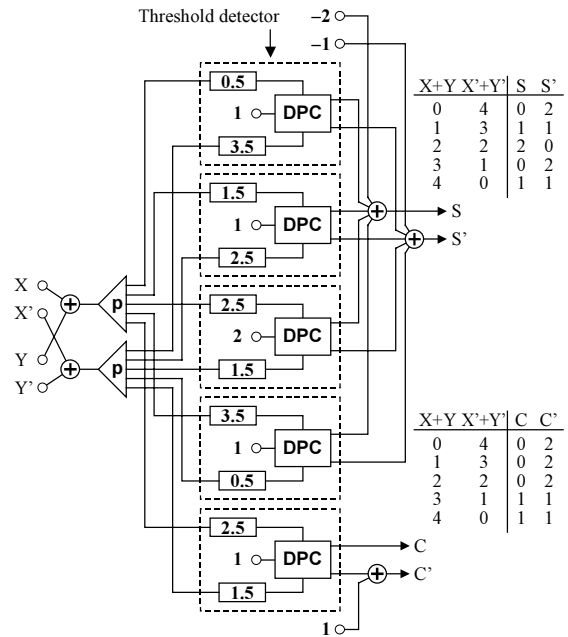 Threshold detector
–2
–1
0.5
1
DPC
3.5
1.5
1
DPC
2.5
2.5
2
DPC
1.5
3.5
1
DPC
0.5
2.5
1
DPC
1.5
1
X
X'
Y
Y'
+
+
p
p
+
+
+
S
S'
C
C'
X+Y X'+Y' S S'
0 4 0 2
1 3 1 1
2 2 2 0
3 1 0 2
4 0 1 1
X+Y X'+Y' C C'
0 4 0 2
1 3 0 2
2 2 0 2
3 1 1 1
4 0 1 1